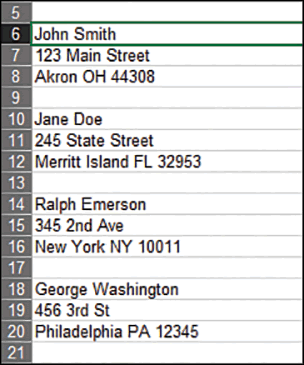 5
6 John Smith
7 123 Main Street
8 Akron OH 44308
9
10 Jane Doe
11 245 State Street
12 Merritt Island FL 32953
13
14 Ralph Emerson
15 345 2nd Ave
16 New York NY 10011
17
18 George Washington
19 456 3rd St
20 Philadelphia PA 12345
21